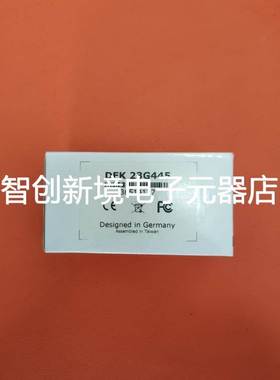 DFK 23G445
智创新境电子元器店
CE FC
Designed in Germany
Assembled in Taiwan